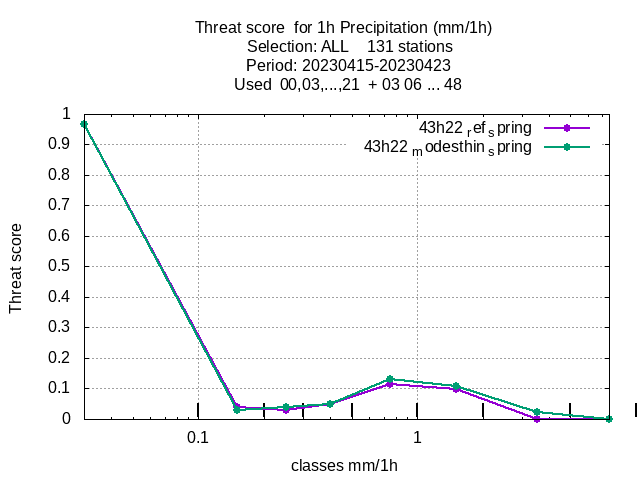 Threat score  for 1h Precipitation (mm/1h)
Selection: ALL    131 stations
Period: 20230415-20230423
Used  00,03,...,21  + 03 06 ... 48
43h22 ref spring
43h22 modesthin spring
1
0.9
0.8
0.7
0.6
0.5
0.4
0.3
0.2
0.1
0
Threat score
0.1
1
classes mm/1h